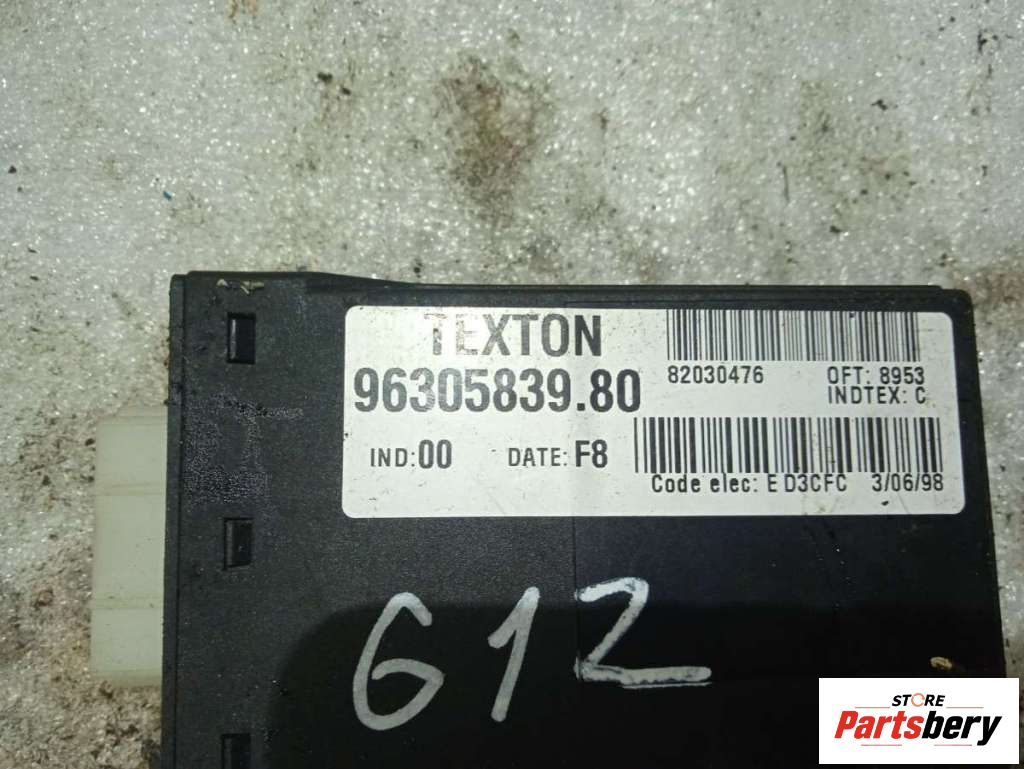 TEXTON
96305839.80
82030476 OFT: 8953
INDTEX: C
IND:00 DATE: F8
Code elec: E D3CFC 3/06/98
G12
STORE
Partsbery